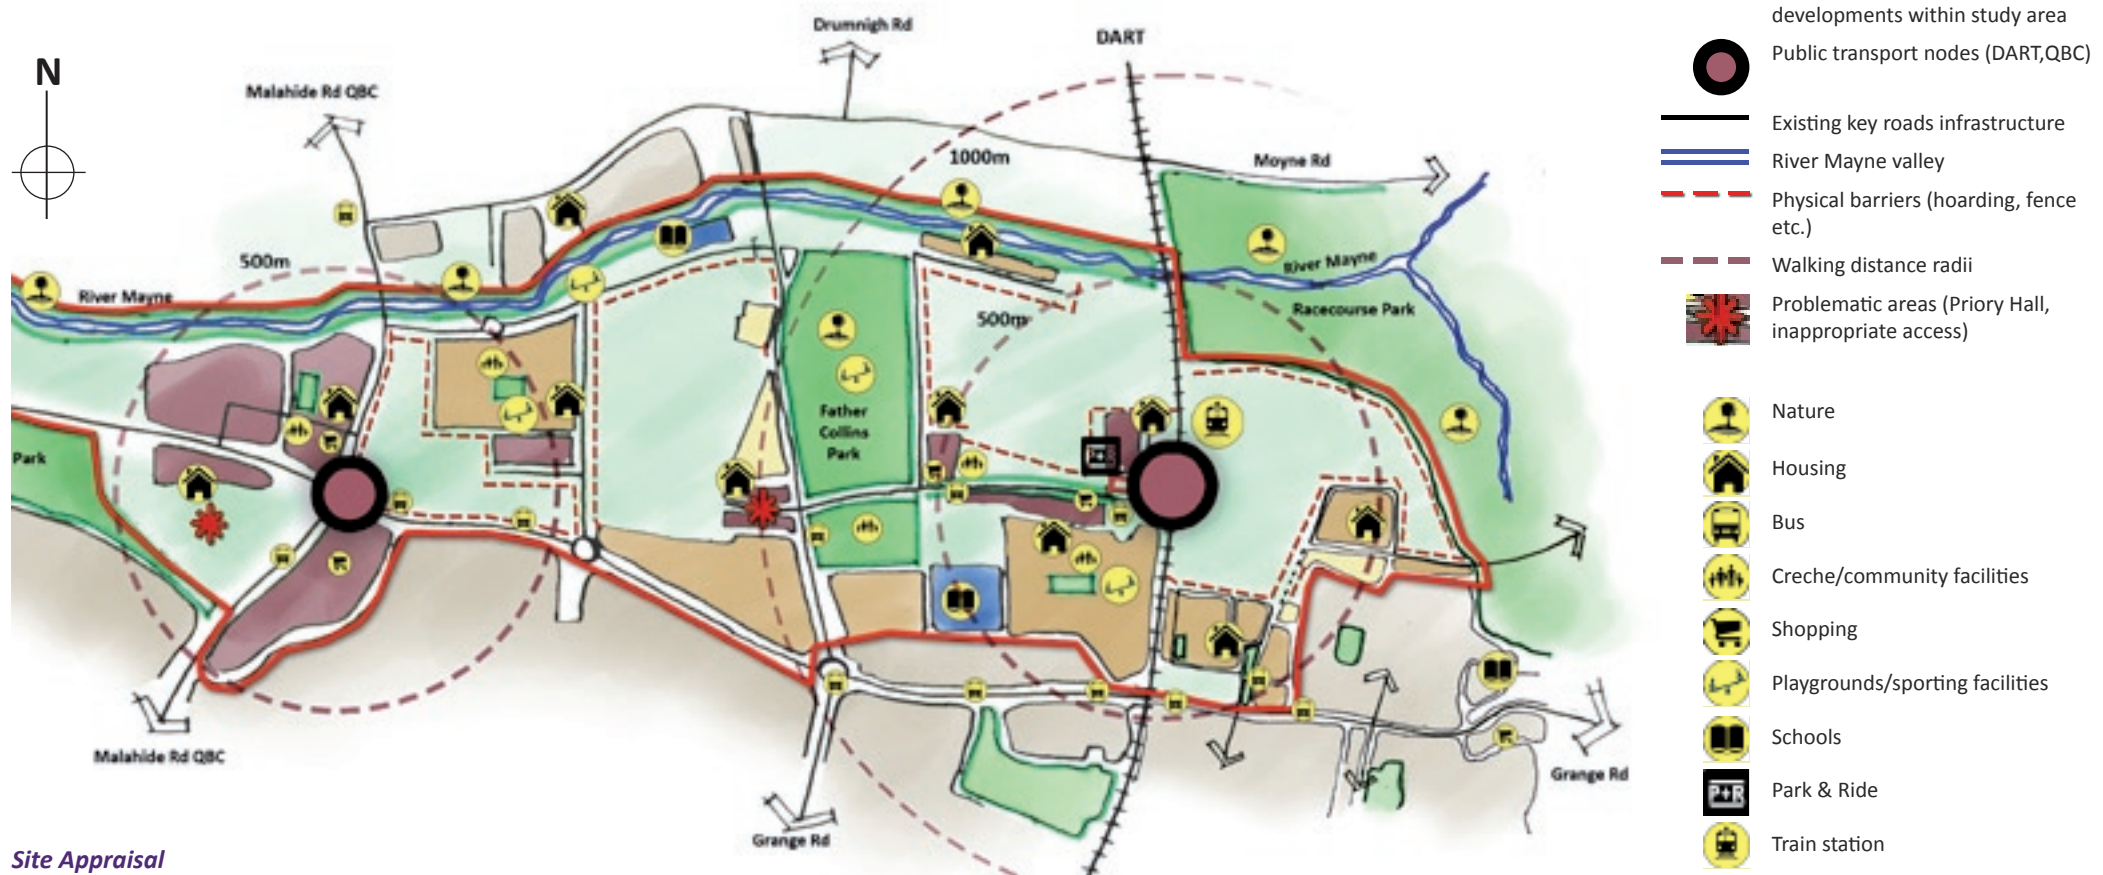 developments within study area
Public transport nodes (DART,QBC)
Existing key roads infrastructure
River Mayne valley
Physical barriers (hoarding, fence
etc.)
Walking distance radii
Problematic areas (Priory Hall,
inappropriate access)
Nature
Housing
Bus
Creche/community facilities
Shopping
Playgrounds/sporting facilities
Schools
P+R
Park & Ride
Train station
N
Malahide Rd QBC
Drumnigh Rd
DART
1000m
Moyne Rd
500m
River Mayne
River Mayne
Racecourse Park
500m
Father
Collins
Park
Park
P+R
Malahide Rd QBC
Grange Rd
Grange Rd
Site Appraisal